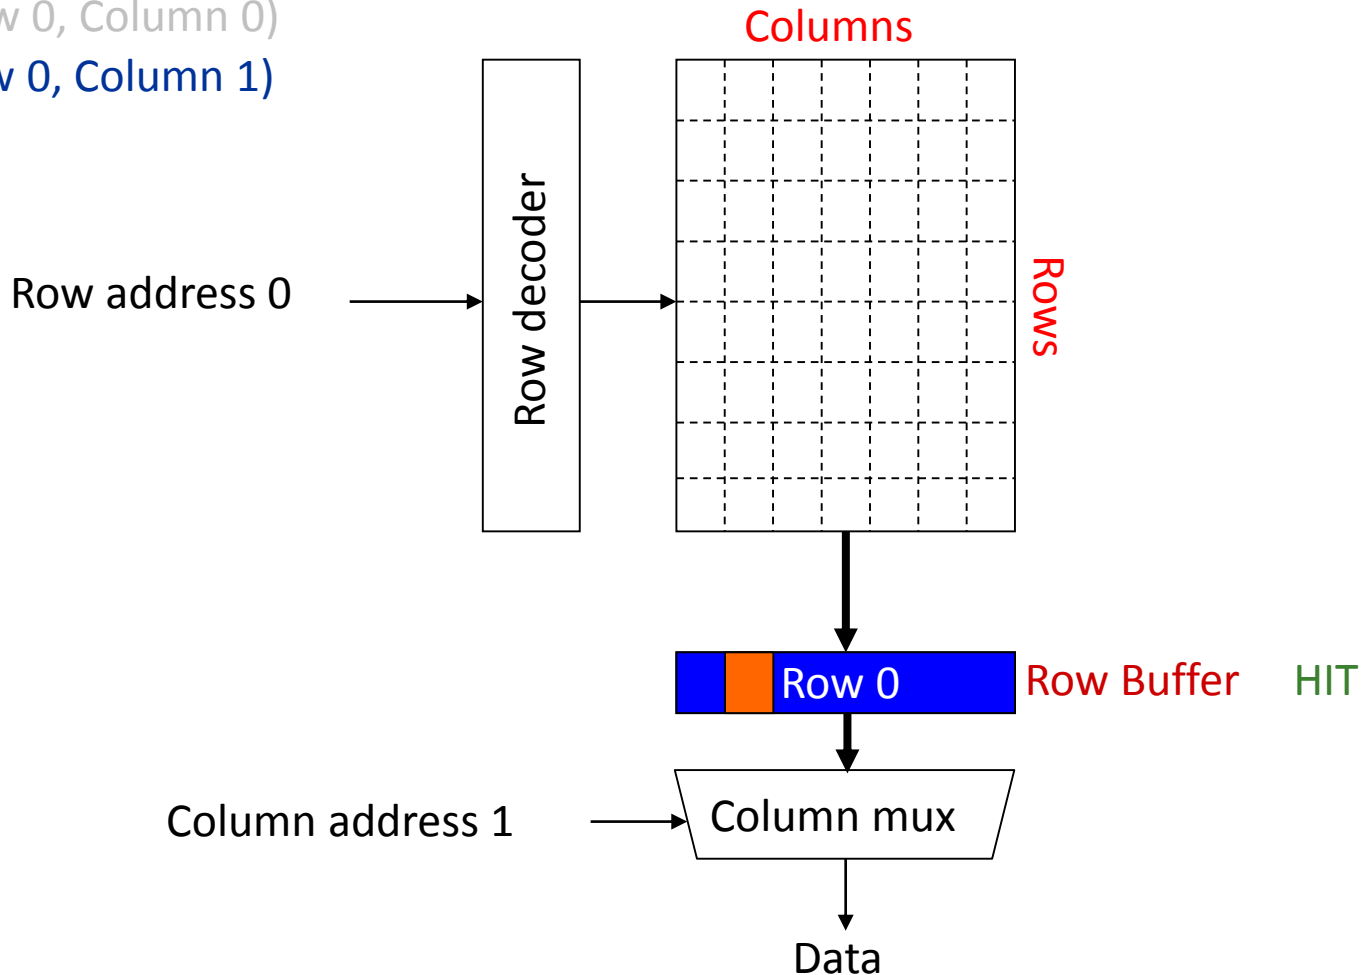 w 0, Column 0)
w 0, Column 1)
Columns
Row decoder
Row address 0
Rows
Row 0
Row Buffer
HIT
Column address 1
Column mux
Data